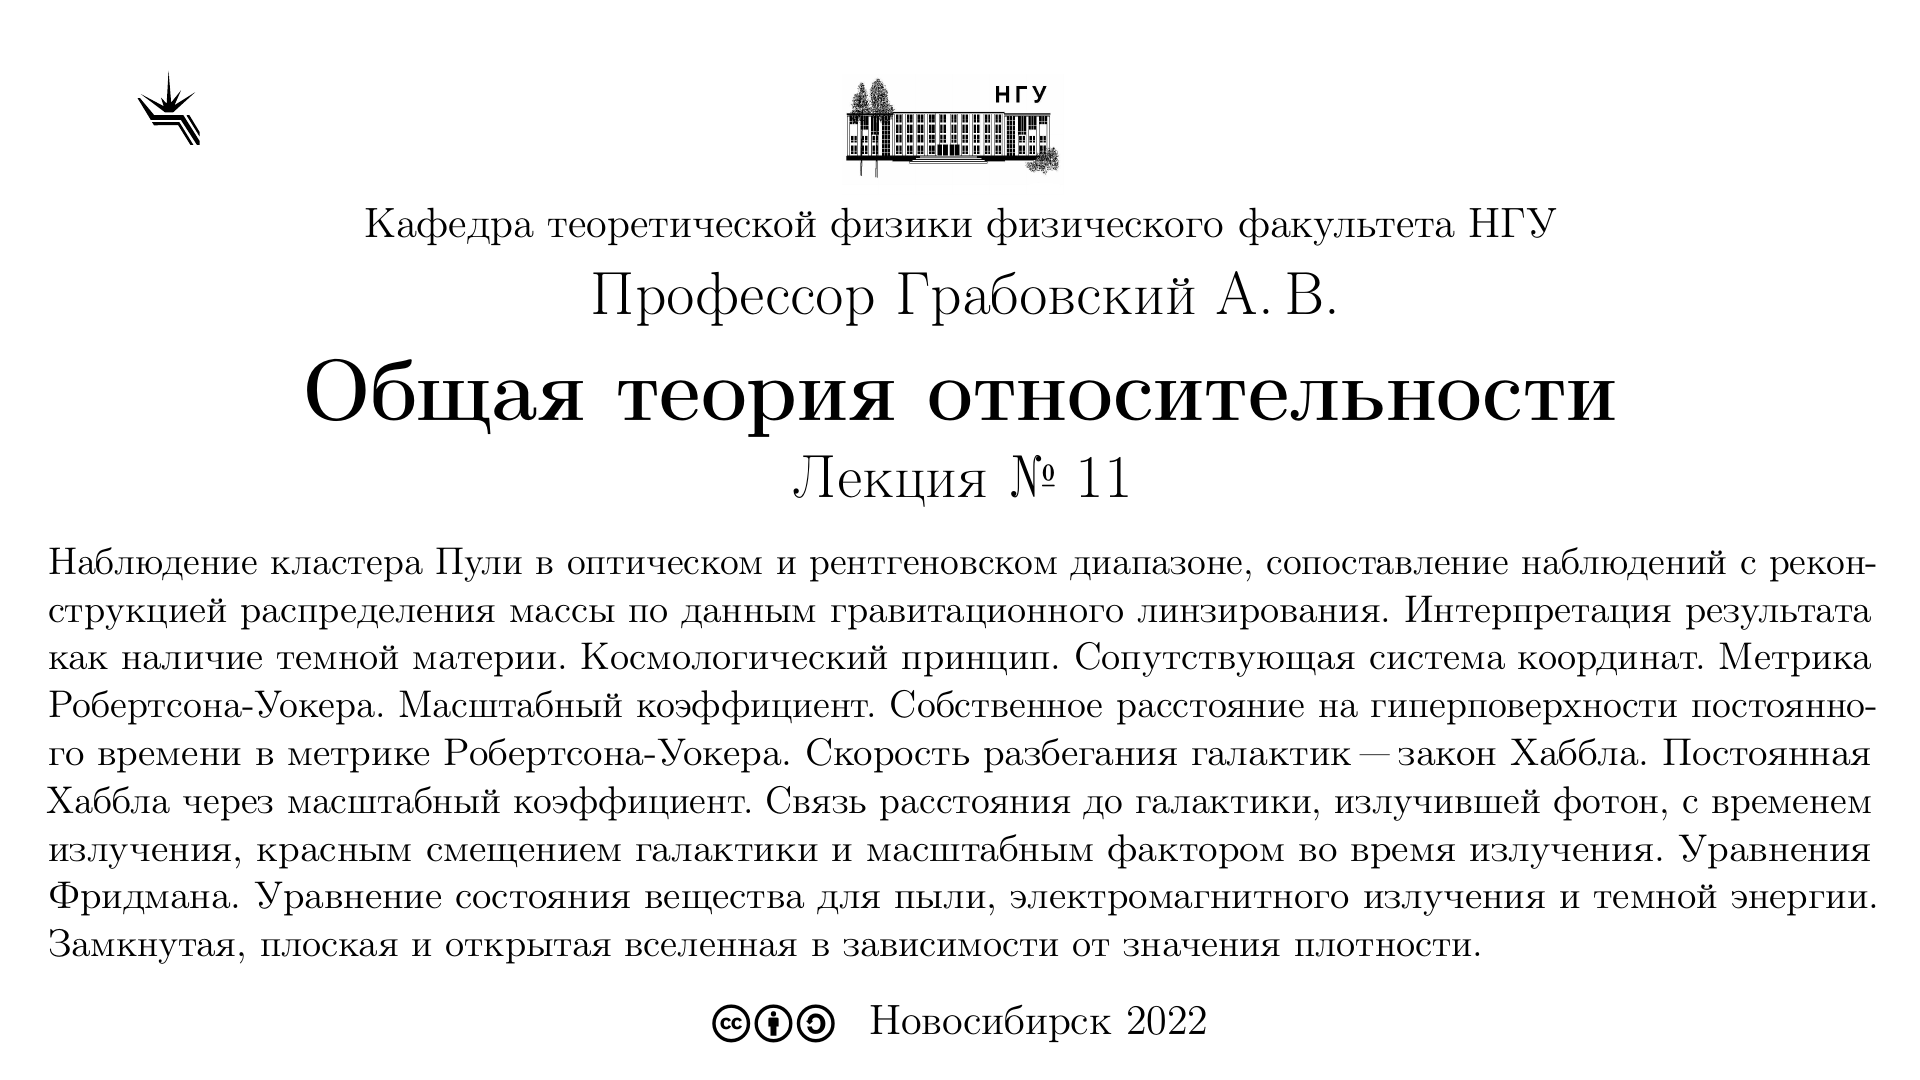 НГУ
Кафедра теоретической физики физического факультета НГУ
Профессор Грабовский А. В.
Общая теория относительности
Лекция № 11
Наблюдение кластера Пули в оптическом и рентгеновском диапазоне, сопоставление наблюдений с рекон-
струкцией распределения массы по данным гравитационного линзирования. Интерпретация результата
как наличие темной материи. Космологический принцип. Сопутствующая система координат. Метрика
Робертсона-Уокера. Масштабный коэффициент. Собственное расстояние на гиперповерхности постоянно-
го времени в метрике Робертсона-Уокера. Скорость разбегания галактик — закон Хаббла. Постоянная
Хаббла через масштабный коэффициент. Связь расстояния до галактики, излучившей фотон, с временем
излучения, красным смещением галактики и масштабным фактором во время излучения. Уравнения
Фридмана. Уравнение состояния вещества для пыли, электромагнитного излучения и темной энергии.
Замкнутая, плоская и открытая вселенная в зависимости от значения плотности.
cc Новосибирск 2022